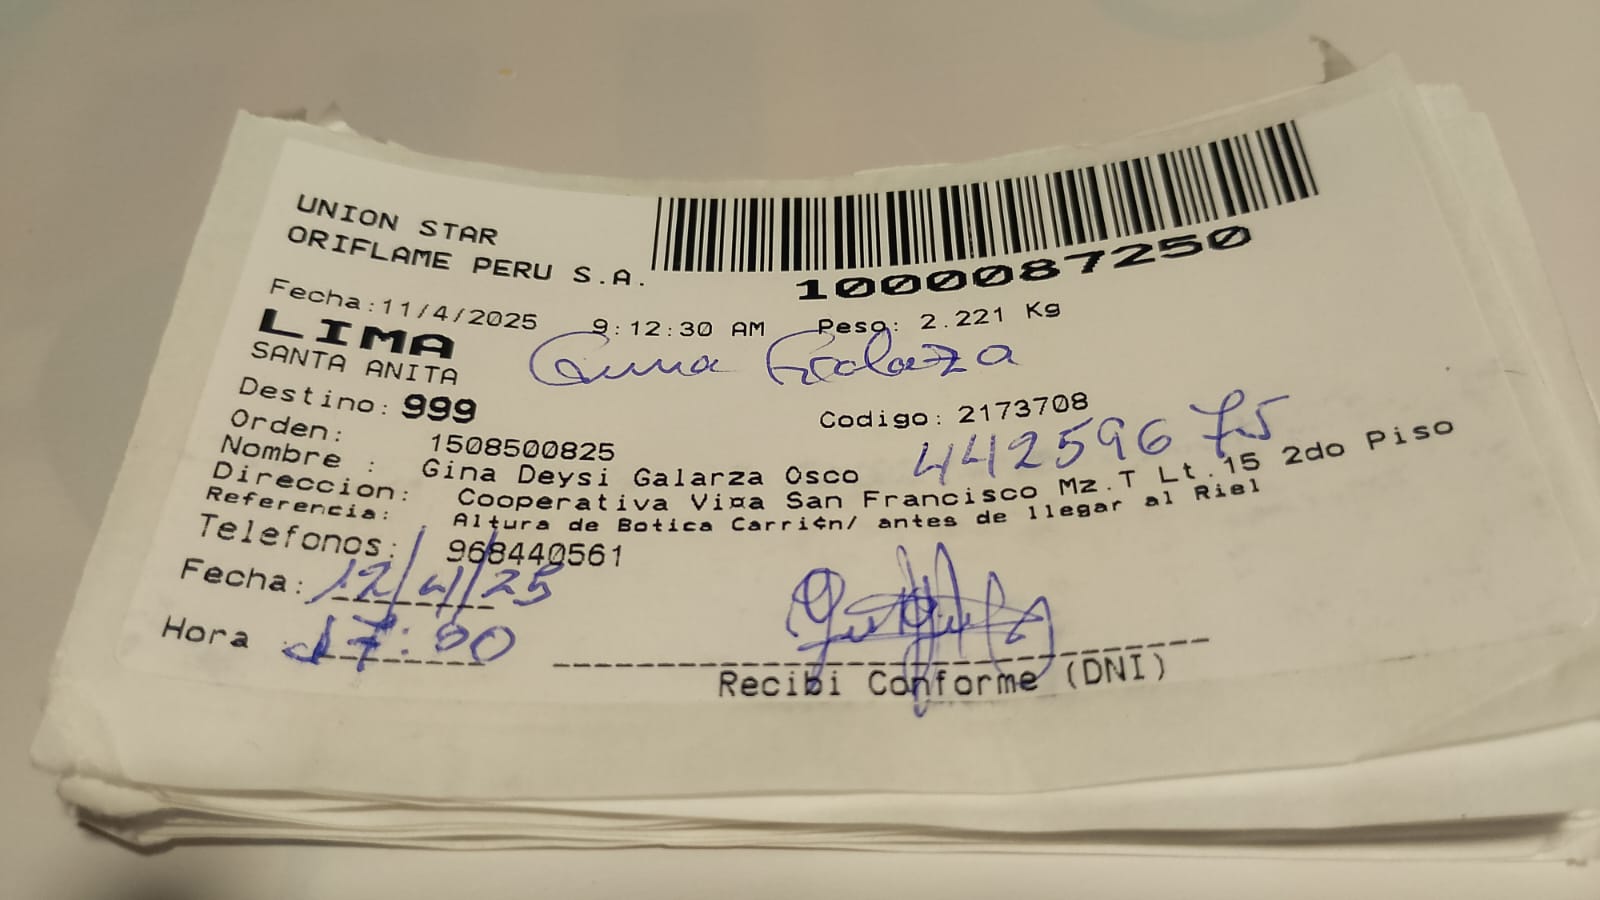 UNION STAR
ORIFLAME PERU S.A.
1000087250
Fecha:11/4/2025 9:12:30 AM Peso: 2.221 Kg
LIMA
SANTA ANITA
Galarza
Destino: 999
Codigo: 2173708
Orden: 1508500825
44259675
Nombre : Gina Deysi Galarza Osco
Direccion: Cooperativa Viña San Francisco Mz.T Lt.15 2do Piso
Referencia: Altura de Botica Carri¢n/ antes de llegar al Riel
Telefonos: 968440561
Fecha: 12/4/25
Hora 17:00
Recibi Conforme (DNI)